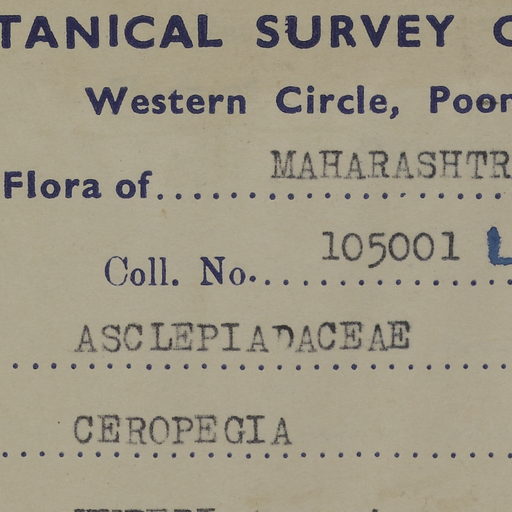 TANICAL SURVEY
Western Circle, Poon
Flora of MAHARASHTR
Coll. No. 105001
ASCLEPIADACEAE
CEROPEGIA